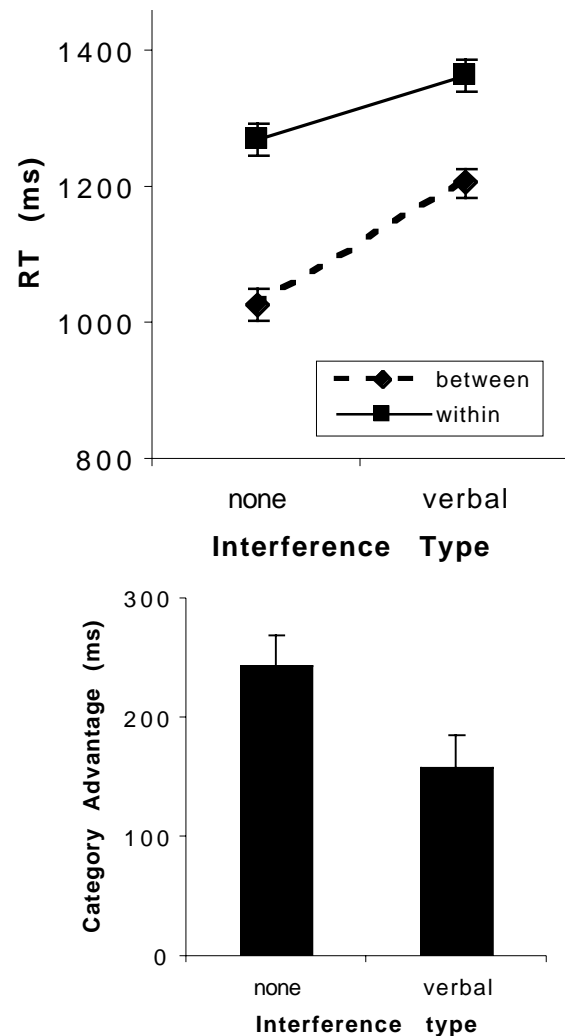 1400
1200
1000
800
RT (ms)
between
within
none verbal
Interference Type
300
200
100
0
Category Advantage (ms)
none verbal
Interference type